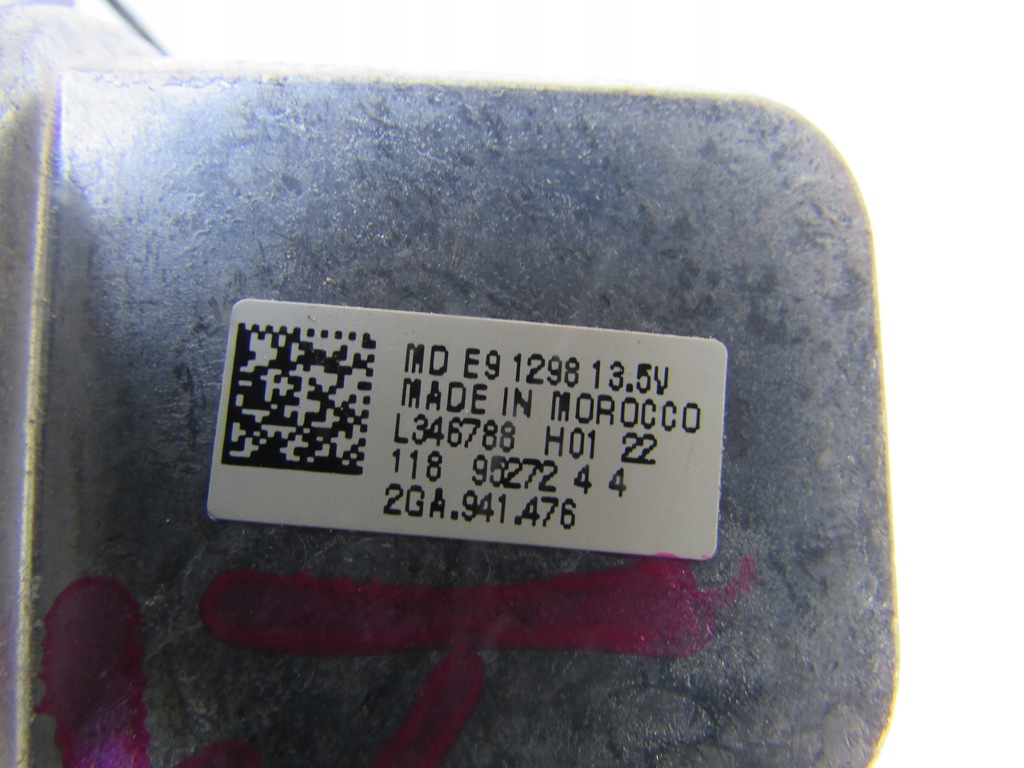 MD E9 1298 13.5V
MADE IN MOROCCO
L346788 H01 22
118 95272 4 4
2GA.941.476